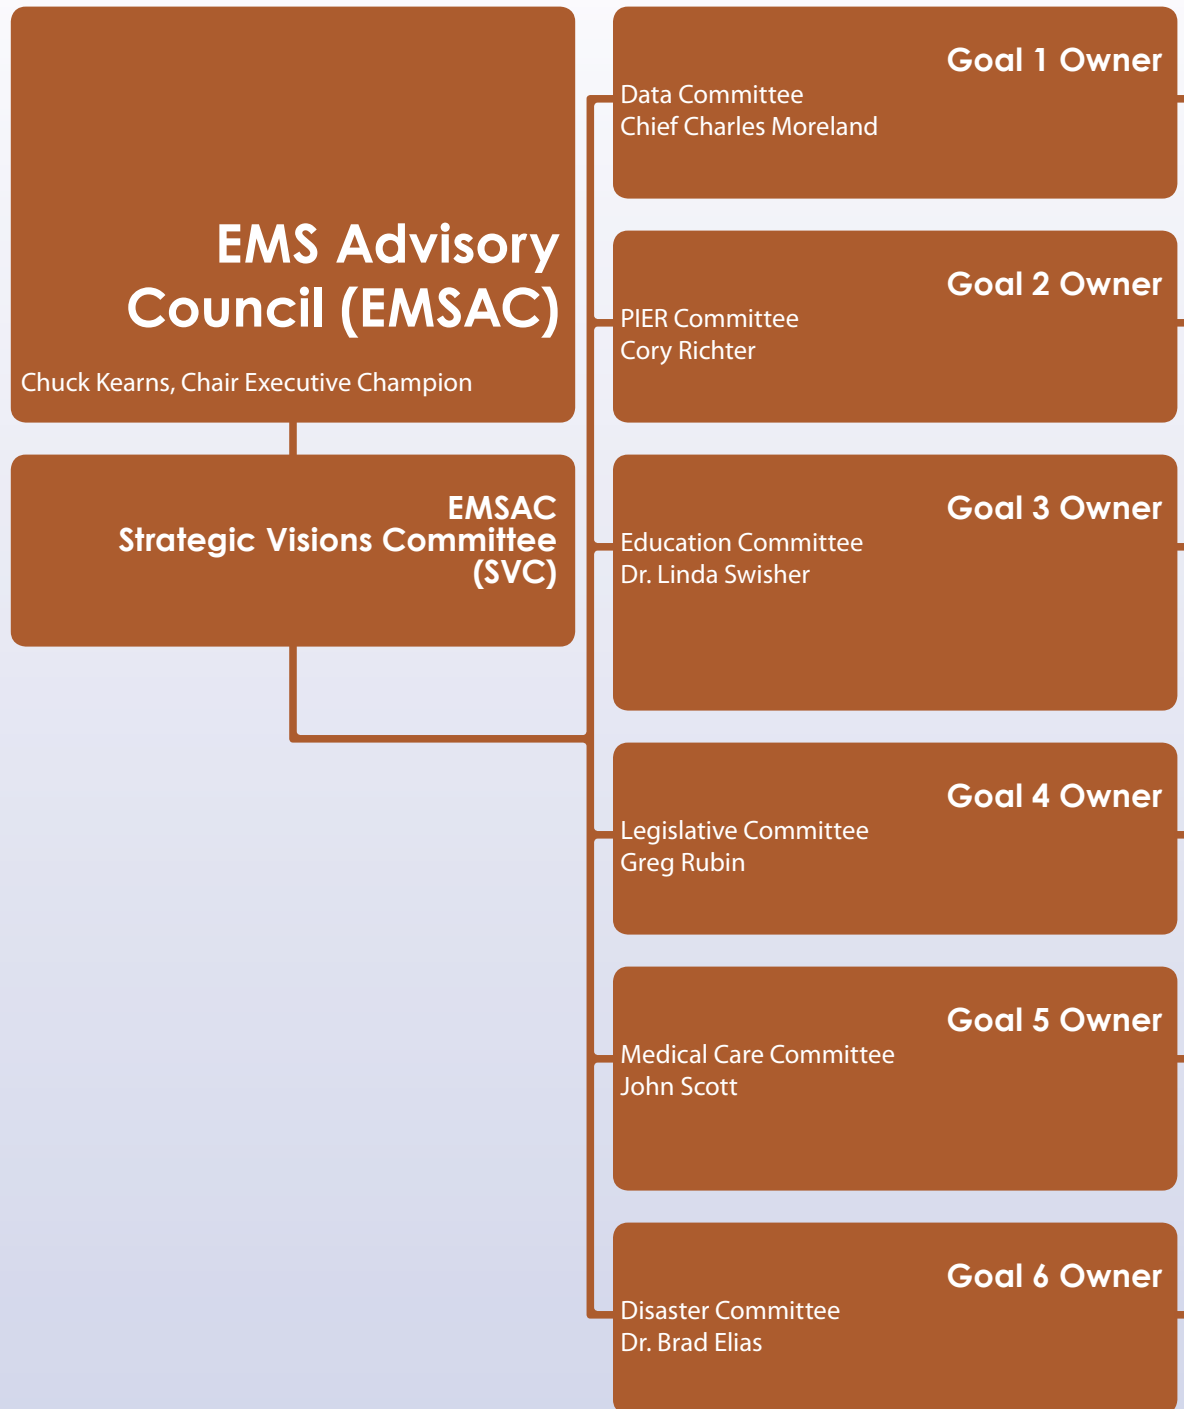 EMS Advisory
Council (EMSAC)
Chuck Kearns, Chair Executive Champion
EMSAC
Strategic Visions Committee
(SVC)
Goal 1 Owner
Data Committee
Chief Charles Moreland
Goal 2 Owner
PIER Committee
Cory Richter
Goal 3 Owner
Education Committee
Dr. Linda Swisher
Goal 4 Owner
Legislative Committee
Greg Rubin
Goal 5 Owner
Medical Care Committee
John Scott
Goal 6 Owner
Disaster Committee
Dr. Brad Elias